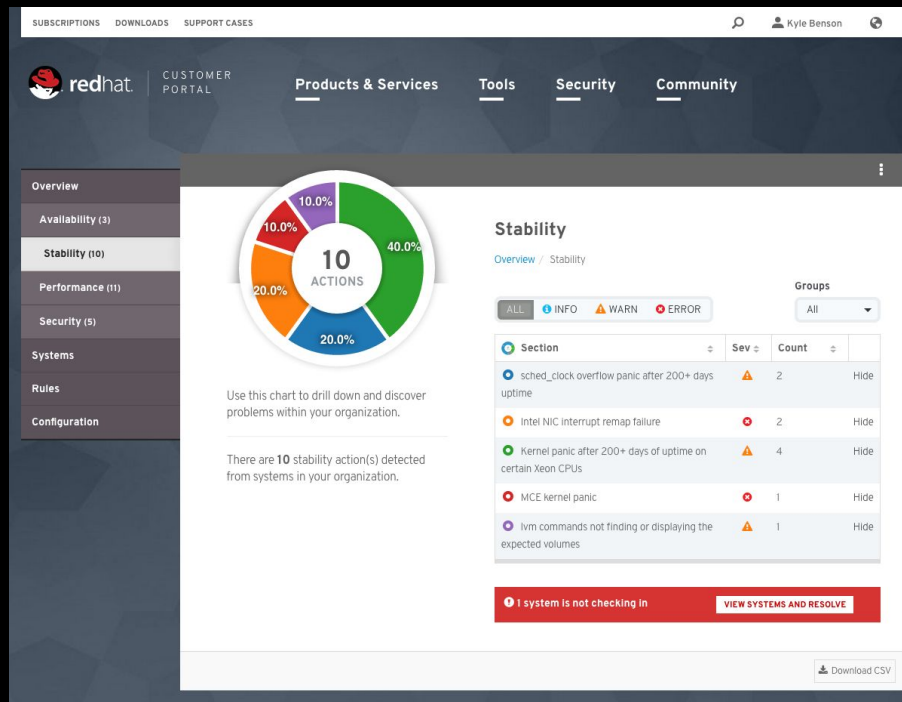 SUBSCRIPTIONS DOWNLOADS SUPPORT CASES
Kyle Benson
redhat.
CUSTOMER
PORTAL
Products & Services Tools Security Community
Overview
Availability (3)
Stability (10)
Performance (11)
Security (5)
Systems
Rules
Configuration
10.0%
10.0%
40.0%
20.0%
20.0%
10
ACTIONS
Use this chart to drill down and discover
problems within your organization.
There are 10 stability action(s) detected
from systems in your organization.
Stability
Overview / Stability
Groups
ALL INFO WARN ERROR All
Section Sev Count
sched_clock overflow panic after 200+ days 2 Hide
uptime
Intel NIC interrupt remap failure 2 Hide
Kernel panic after 200+ days of uptime on 4 Hide
certain Xeon CPUs
MCE kernel panic 1 Hide
lvm commands not finding or displaying the 1 Hide
expected volumes
1 system is not checking in VIEW SYSTEMS AND RESOLVE
Download CSV